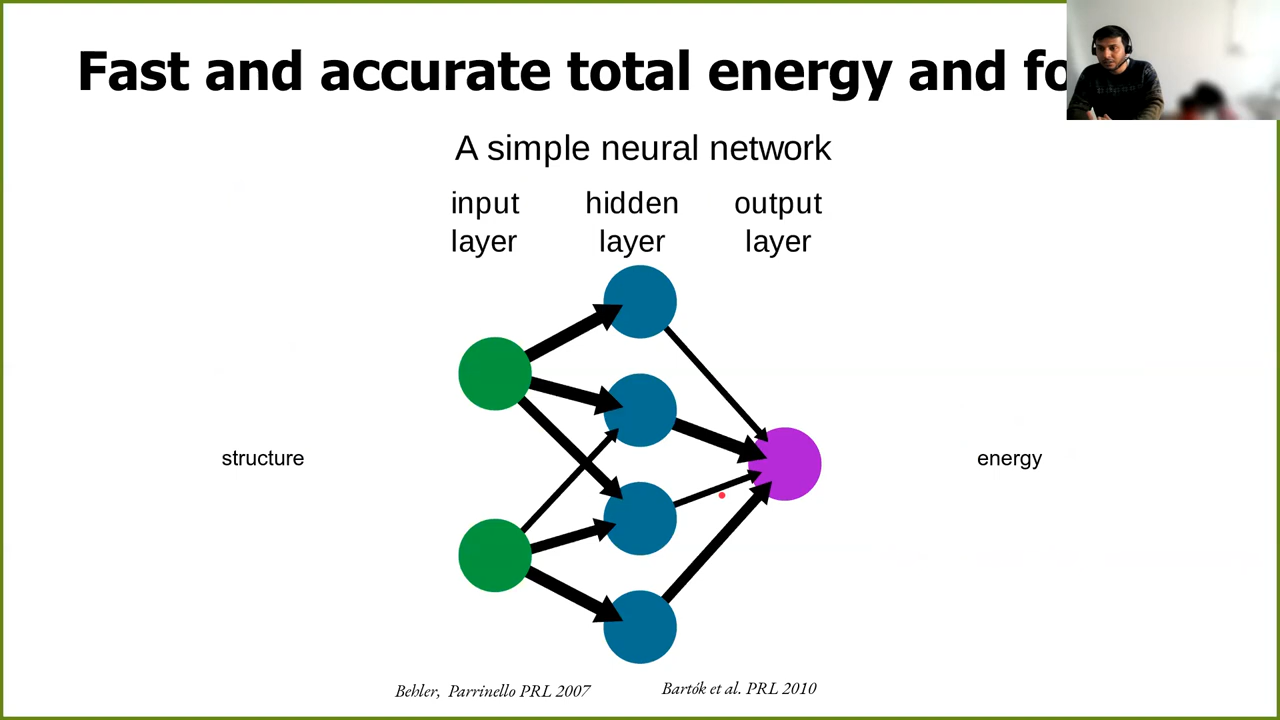 Fast and accurate total energy and fo
A simple neural network
input hidden output
layer layer layer
structure
energy
Behler, Parrinello PRL 2007
Bartók et al. PRL 2010